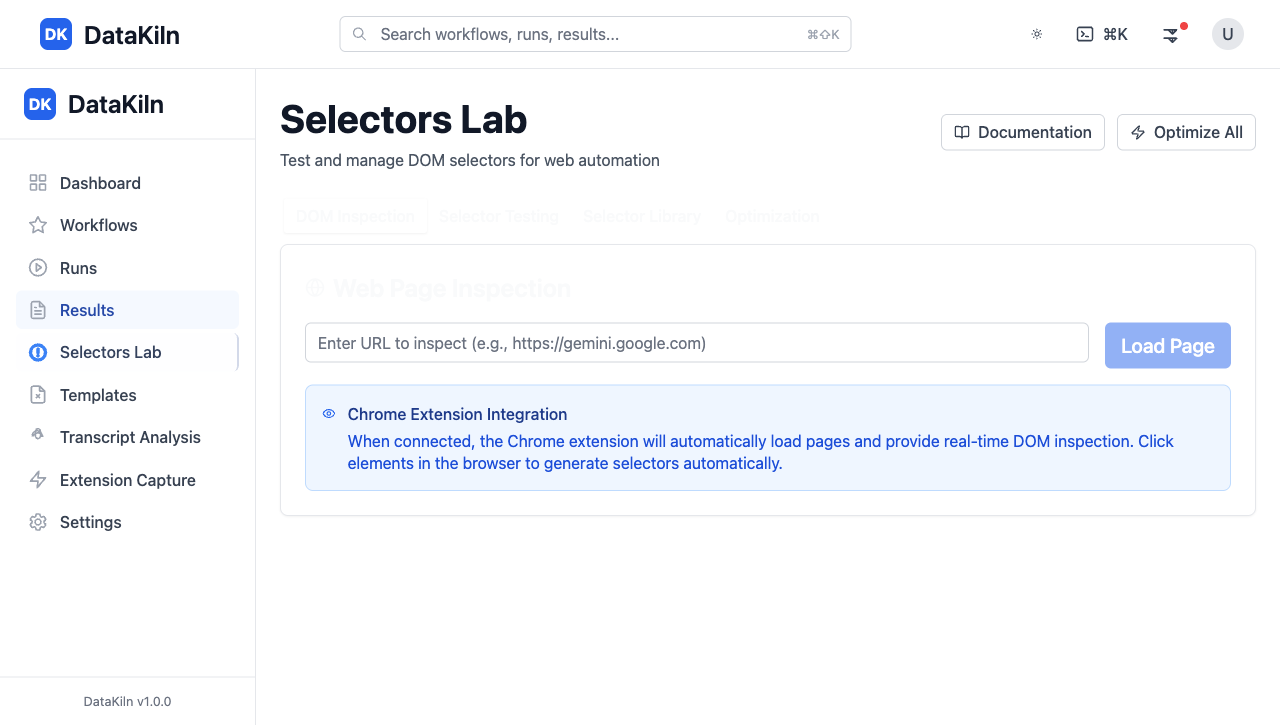 DK DataKiln
Search workflows, runs, results... ⌘⇧K
⌘K
U
DK DataKiln
Dashboard
Workflows
Runs
Results
Selectors Lab
Templates
Transcript Analysis
Extension Capture
Settings
DataKiln v1.0.0
Selectors Lab
Test and manage DOM selectors for web automation
Documentation
Optimize All
DOM Inspection Selector Testing Selector Library Optimization
Web Page Inspection
Enter URL to inspect (e.g., https://gemini.google.com)
Load Page
Chrome Extension Integration
When connected, the Chrome extension will automatically load pages and provide real-time DOM inspection. Click
elements in the browser to generate selectors automatically.